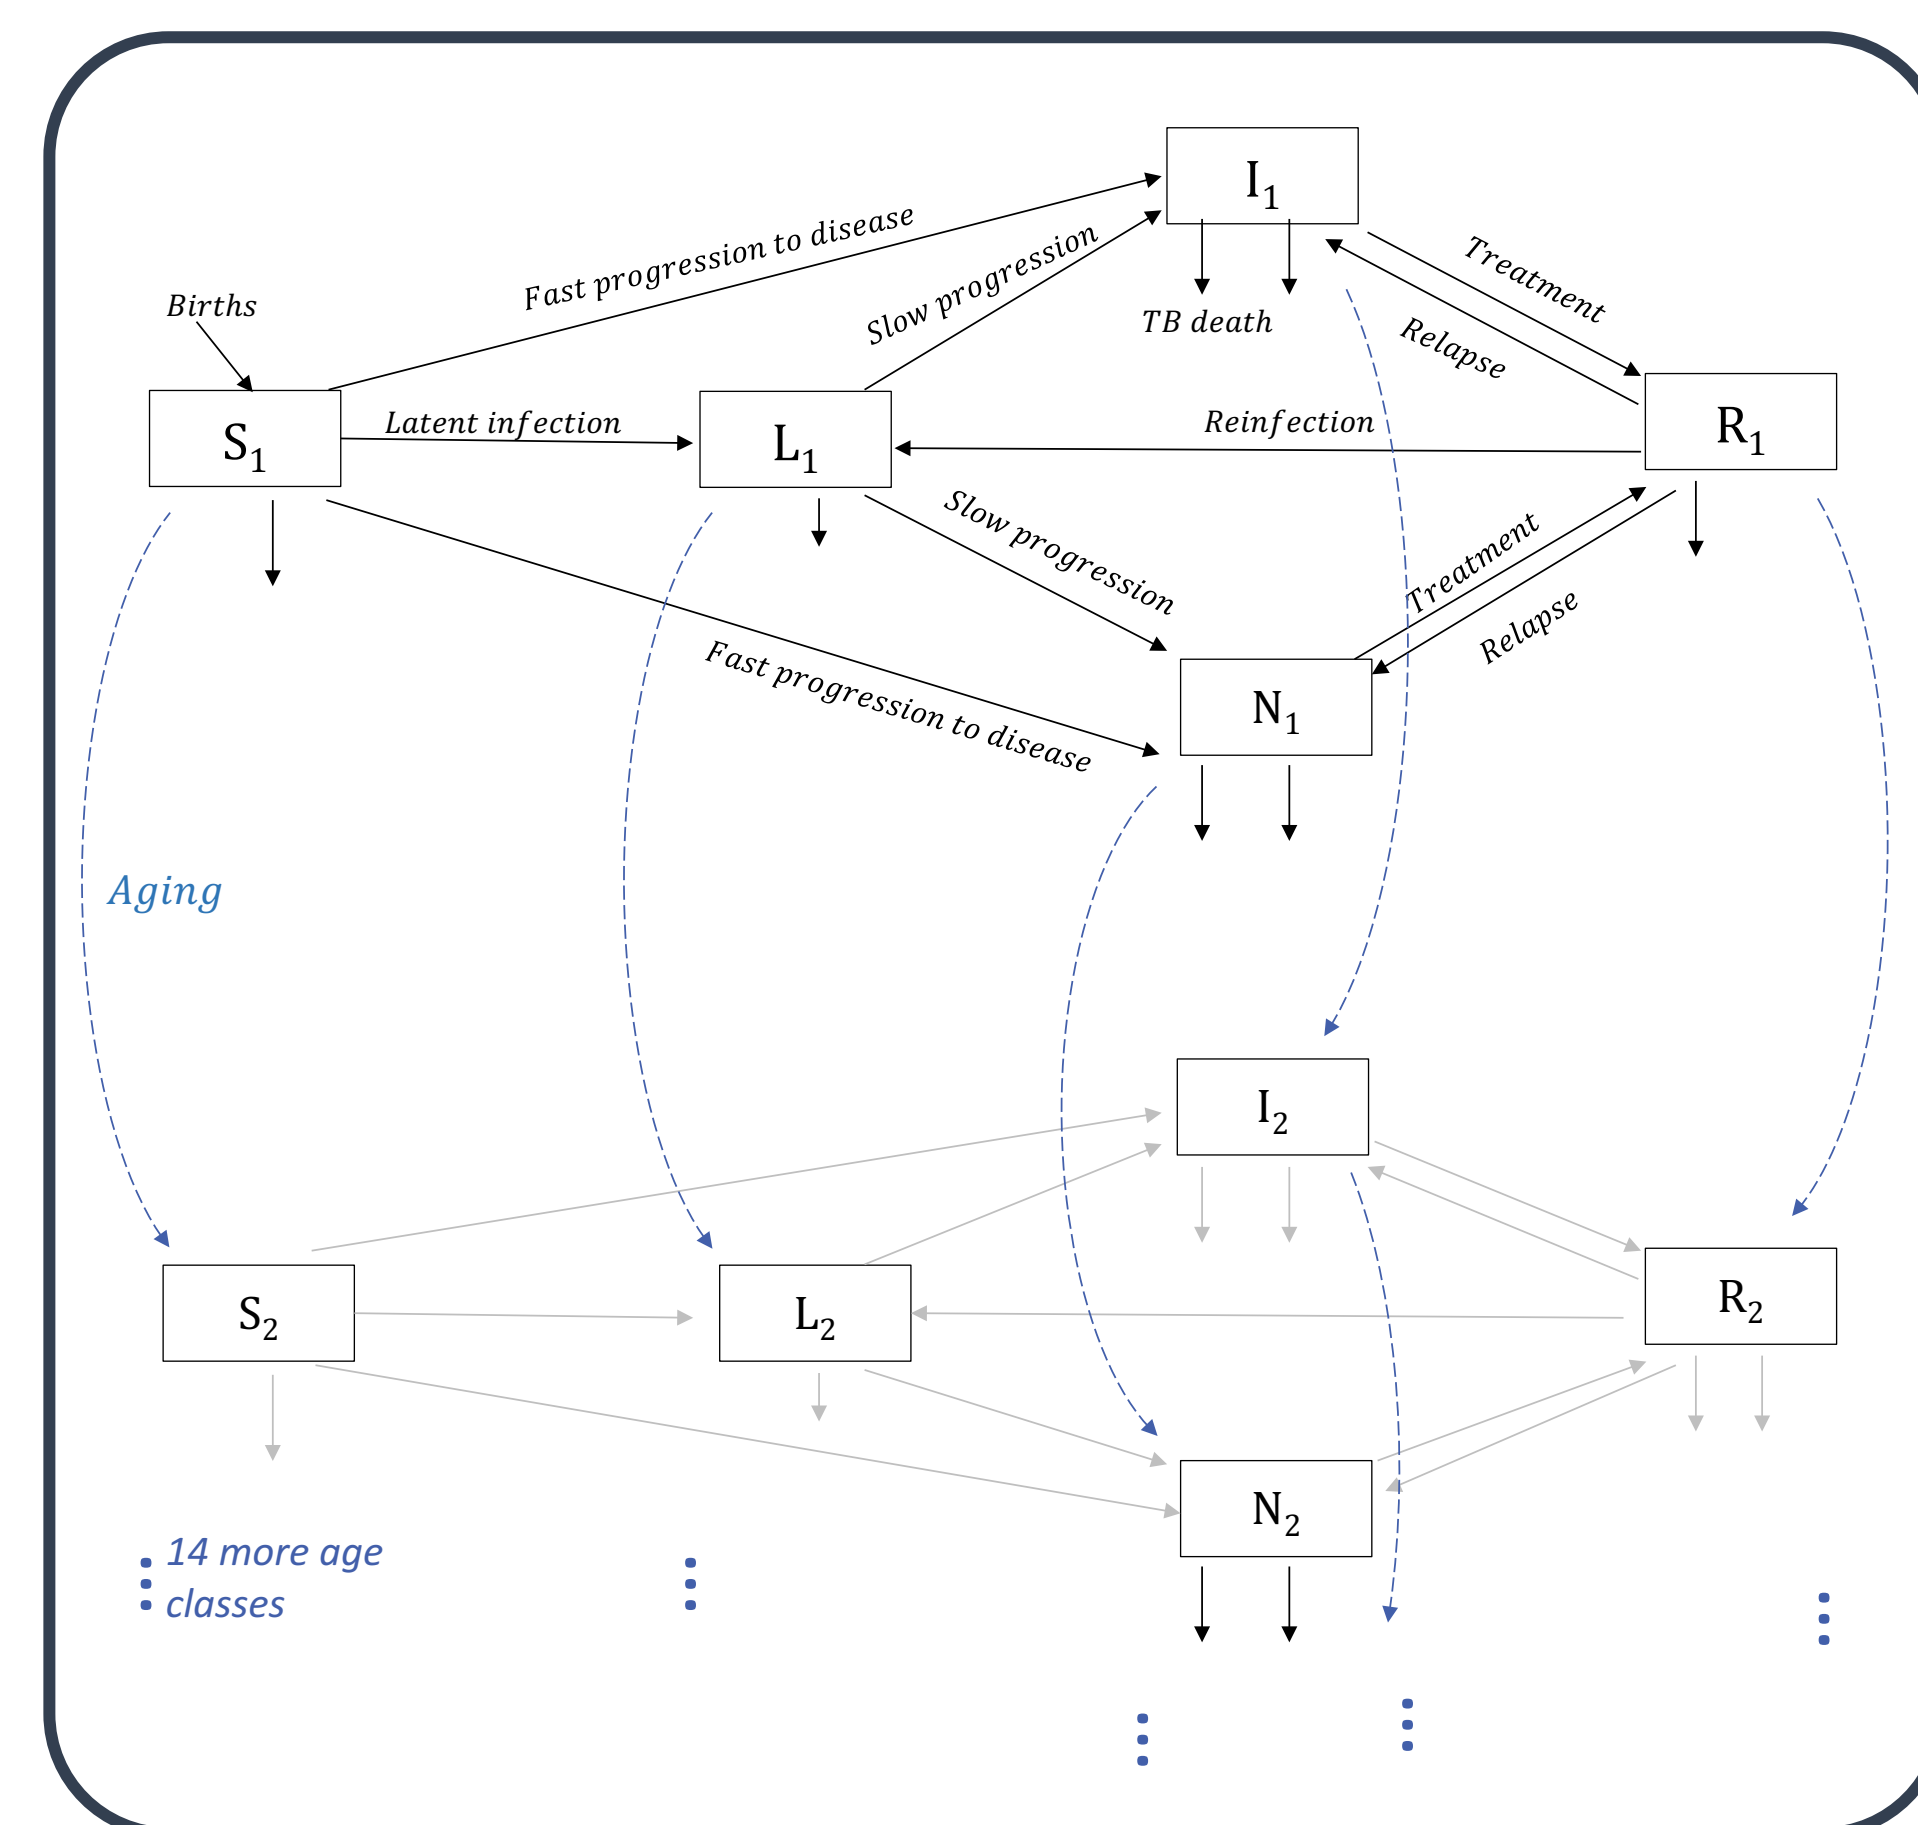 I1
Fast progression to disease
Slow progression
Treatment
Births
TB death
Relapse
S1
Latent infection
L1
Reinfection
R1
Slow progression
Treatment
Relapse
Fast progression to disease
N1
Aging
I2
S2
L2
R2
N2
14 more age
classes